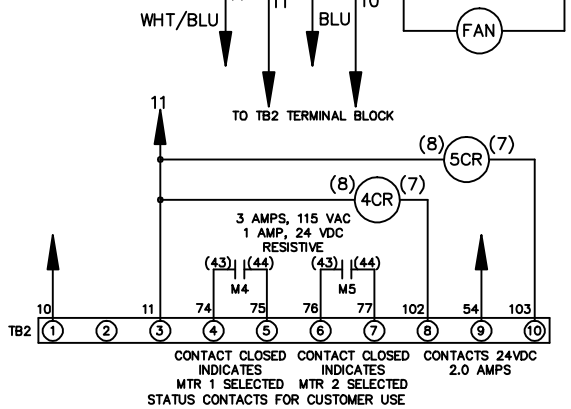 WHT/BLU
11
BLU
10
FAN
TO TB2 TERMINAL BLOCK
11
(8) 5CR (7)
(8) 4CR (7)
3 AMPS, 115 VAC
1 AMP, 24 VDC
RESISTIVE
(43) (44) (43) (44)
M4 M5
10 11 74 75 76 77 102 54 103
TB2 1 2 3 4 5 6 7 8 9 10
CONTACT CLOSED
INDICATES
MTR 1 SELECTED
CONTACT CLOSED
INDICATES
MTR 2 SELECTED
CONTACTS 24VDC
2.0 AMPS
STATUS CONTACTS FOR CUSTOMER USE